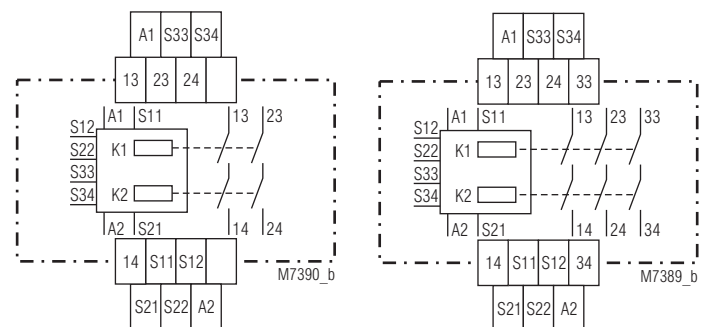 A1 S33 S34
13 23 24
A1 S11 13 23
S12
S22
S33
S34
K1
K2
A2 S21 14 24
14 S11 S12
M7390_b
S21 S22 A2
A1 S33 S34
13 23 24 33
A1 S11 13 23 33
S12
S22
S33
S34
K1
K2
A2 S21 14 24 34
14 S11 S12 34
M7389_b
S21 S22 A2